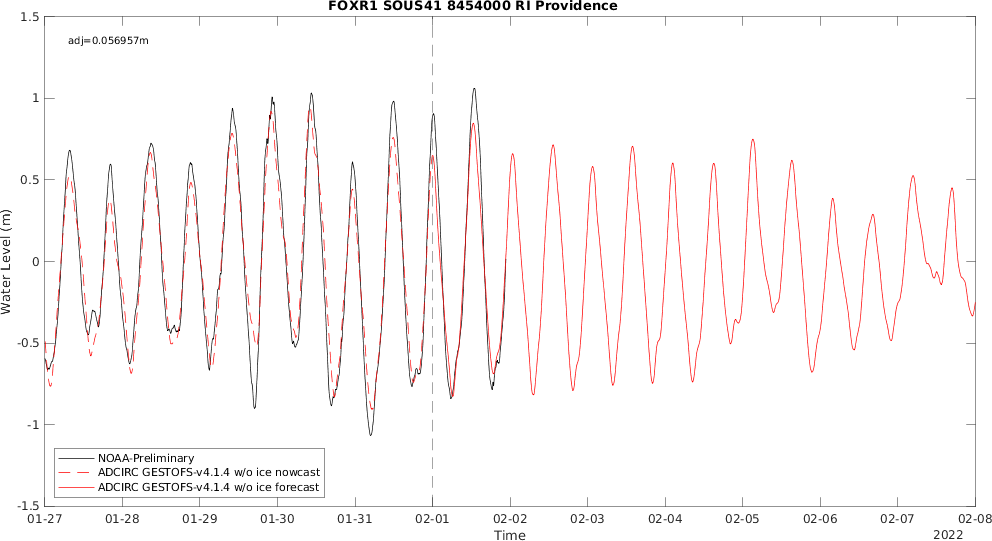 FOXR1 SOUS41 8454000 RI Providence
adj=0.056957m
Water Level (m)
1.5
1
0.5
0
-0.5
-1
-1.5
NOAA-Preliminary
ADCIRC GESTOFS-v4.1.4 w/o ice nowcast
ADCIRC GESTOFS-v4.1.4 w/o ice forecast
01-27 01-28 01-29 01-30 01-31 02-01 02-02 02-03 02-04 02-05 02-06 02-07 02-08
Time
2022